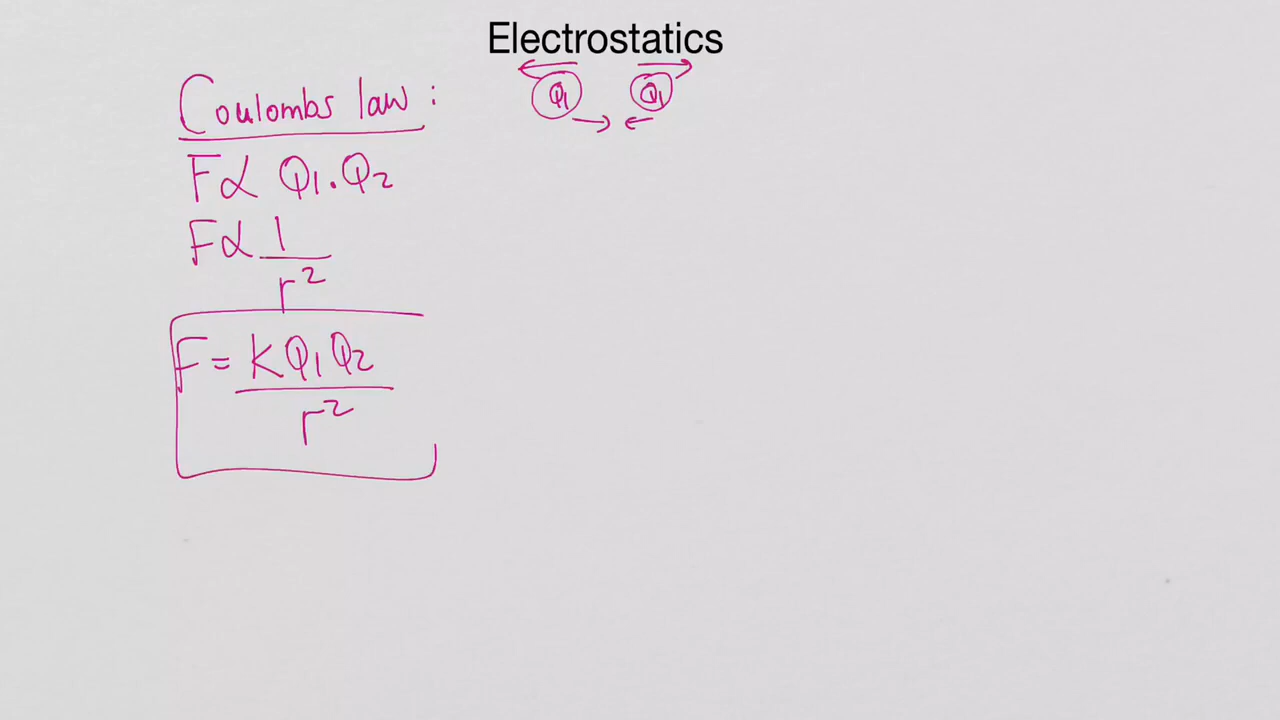 Electrostatics
Coulombs law:
Q1 Q1
F∝ Q1.Q2
F∝ 1/r²
F = KQ1Q2/r²